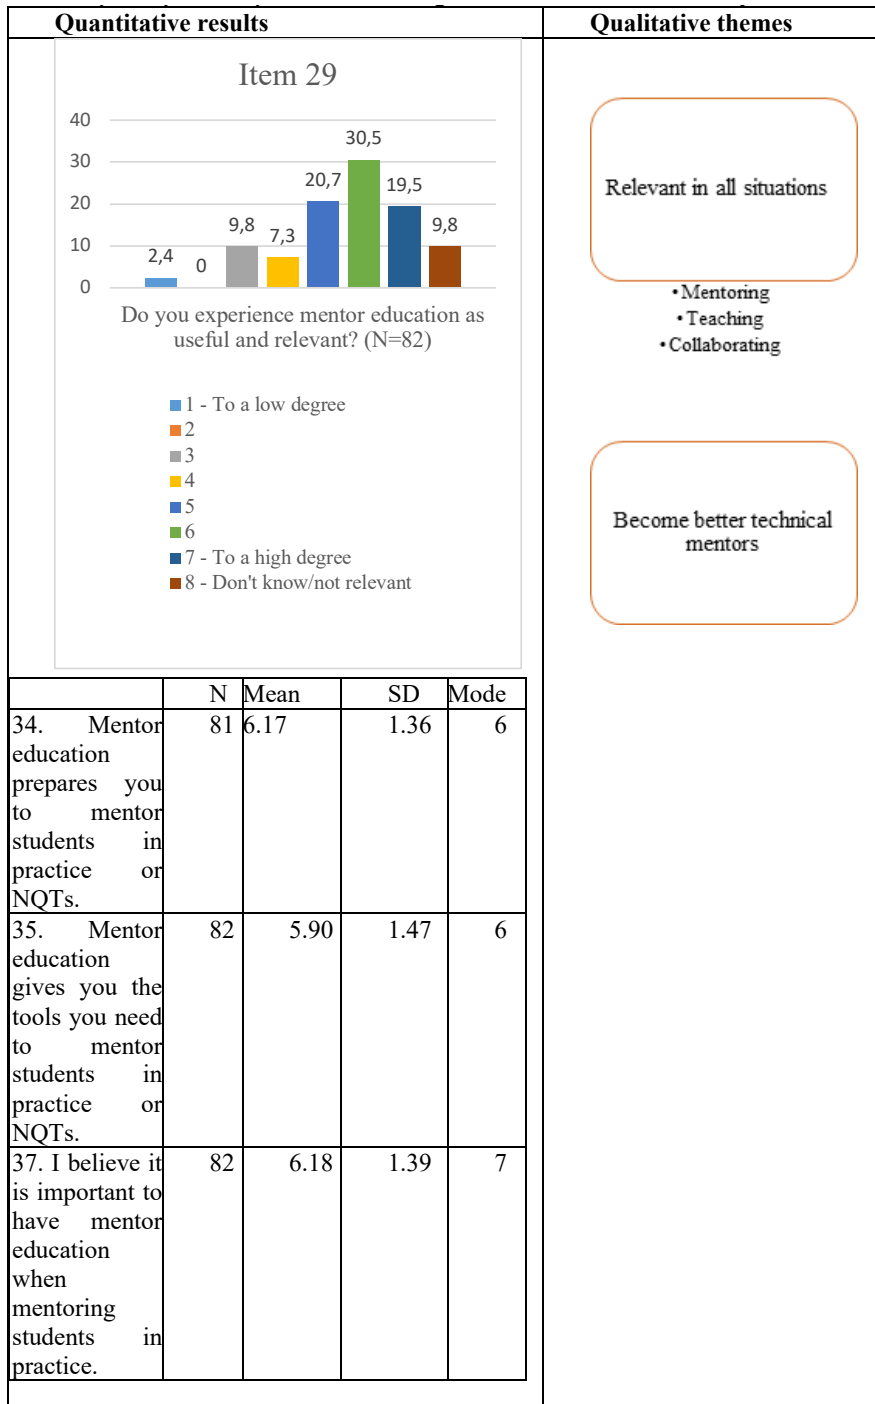 Quantitative results
Qualitative themes
Item 29
40
30
20
10
0
2,4
0
9,8
7,3
20,7
30,5
19,5
9,8
Do you experience mentor education as
useful and relevant? (N=82)
1 - To a low degree
2
3
4
5
6
7 - To a high degree
8 - Don't know/not relevant
N Mean SD Mode
34. Mentor 81 6.17 1.36 6
education
prepares you
to mentor
students in
practice or
NQTs.
35. Mentor 82 5.90 1.47 6
education
gives you the
tools you need
to mentor
students in
practice or
NQTs.
37. I believe it 82 6.18 1.39 7
is important to
have mentor
education
when
mentoring
students in
practice.
Relevant in all situations
•Mentoring
•Teaching
•Collaborating
Become better technical
mentors